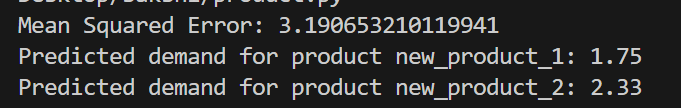 Mean Squared Error: 3.190653210119941
Predicted demand for product new_product_1: 1.75
Predicted demand for product new_product_2: 2.33